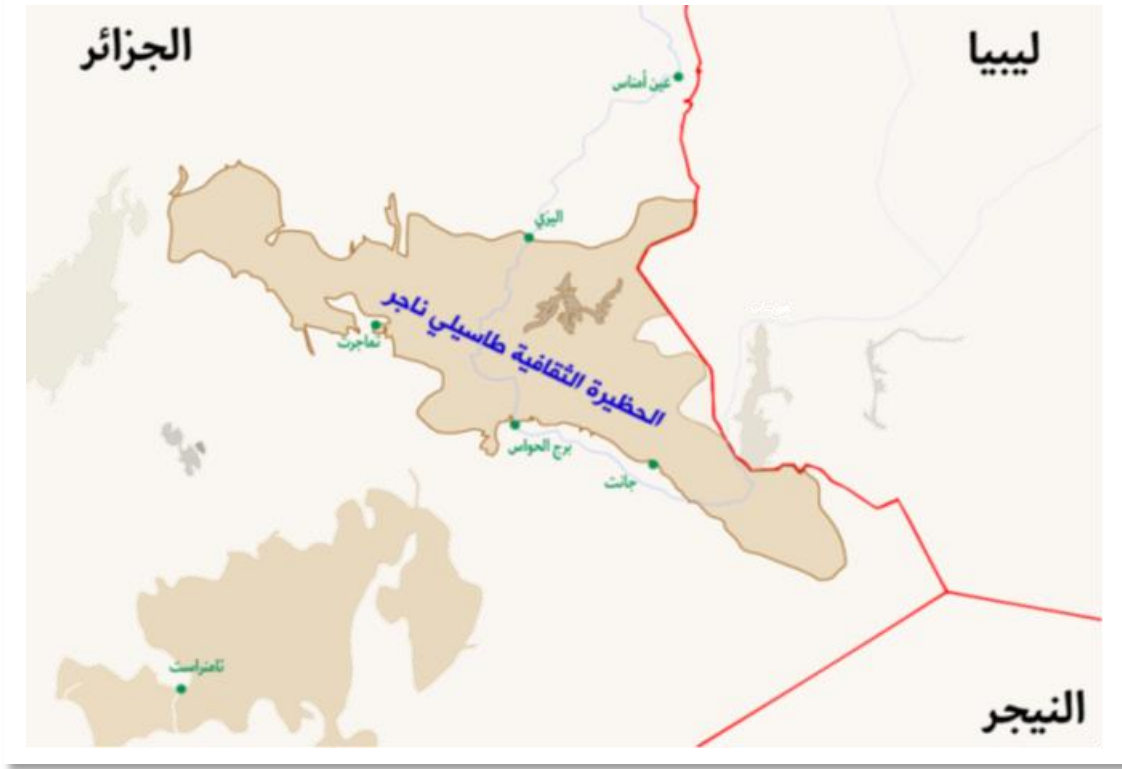 الجزائر
ليبيا
عين أمناس
اليزي
الحظيرة الثقافية طاسيلي ناجر
تماجرت
برج الحواس
جانت
تامنراست
النيجر